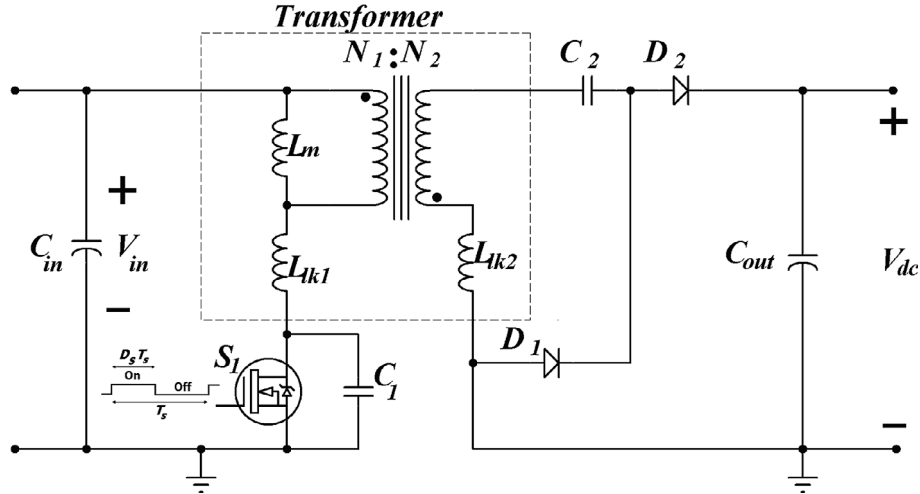 Transformer
N1:N2
C2
D2
Lm
+
Cin
Vin
−
Llk1
Llk2
Cout
+
Vdc
−
D1
S1
C1
DsTs
On
Off
Ts